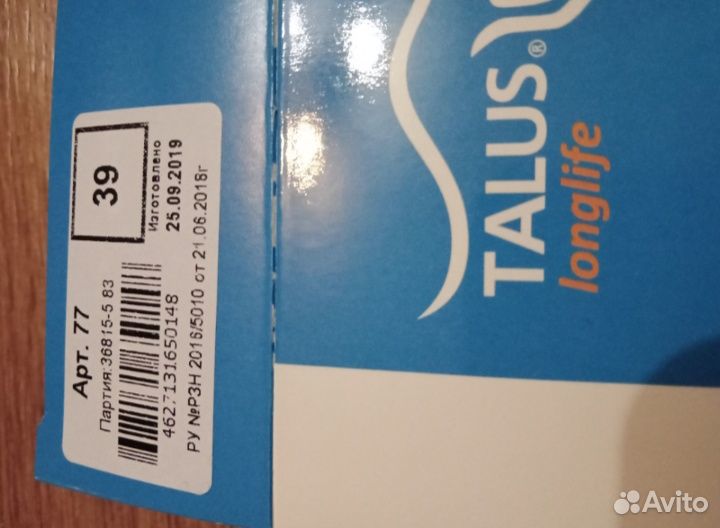 Арт. 77
39
Партия:36815-5 83
Изготовлено
25.09.2019
4627131650148
РУ №РЗН 2016/5010 от 21.06.2018г
TALUS®
longlife
Avito